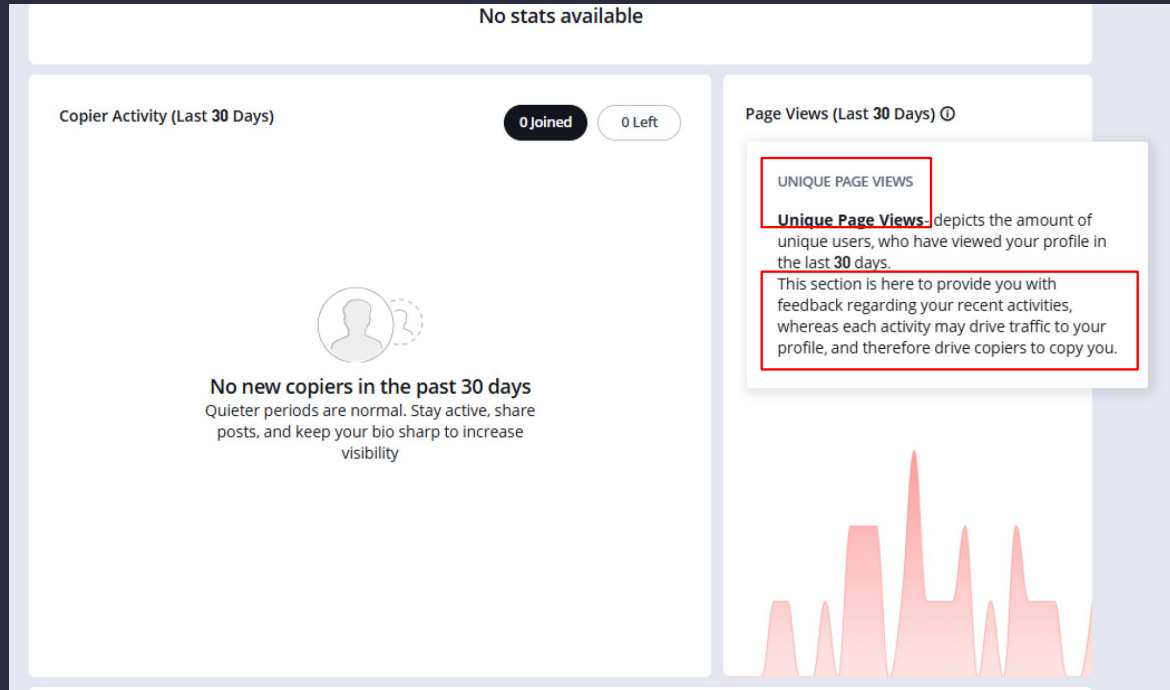 No stats available
Copier Activity (Last 30 Days)
0 Joined
0 Left
No new copiers in the past 30 days
Quieter periods are normal. Stay active, share
posts, and keep your bio sharp to increase
visibility
Page Views (Last 30 Days)
UNIQUE PAGE VIEWS
Unique Page Views- depicts the amount of
unique users, who have viewed your profile in
the last 30 days.
This section is here to provide you with
feedback regarding your recent activities,
whereas each activity may drive traffic to your
profile, and therefore drive copiers to copy you.